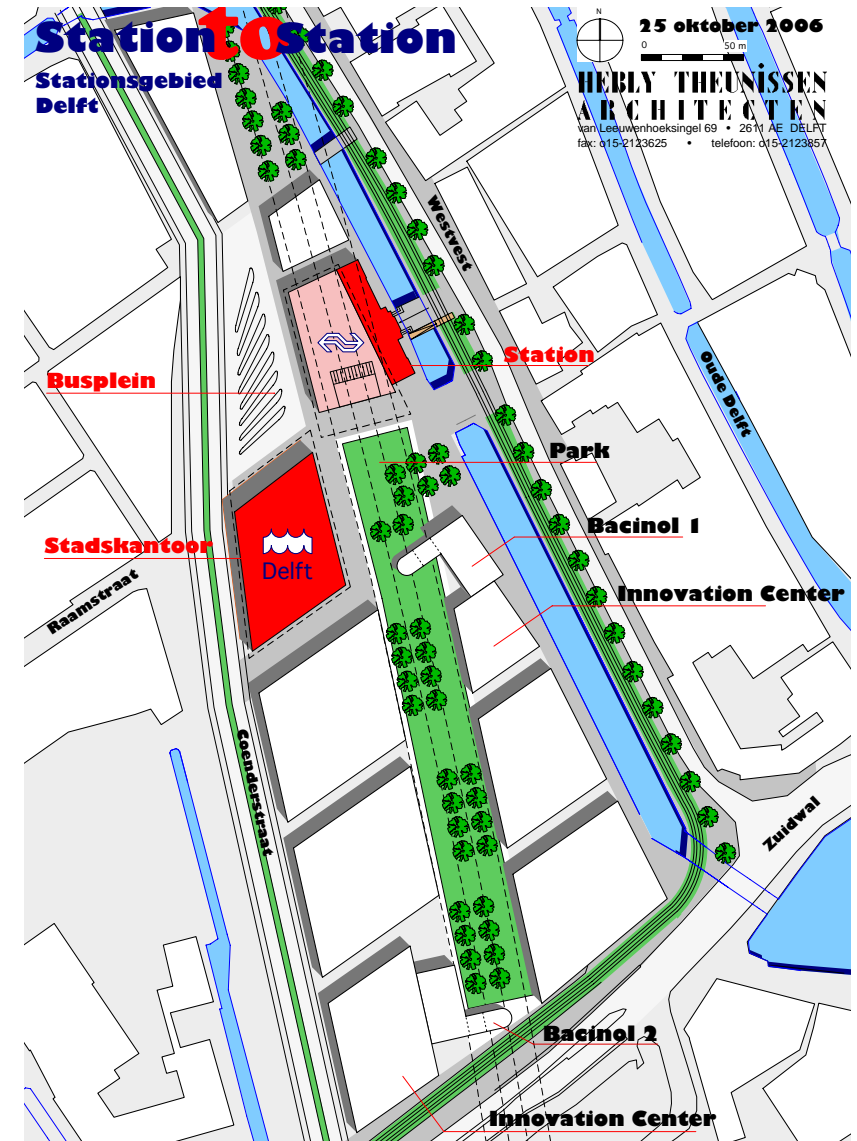 Station to Station
Stationsgebied
Delft
N
25 oktober 2006
0 50 m
HEBLY THEUNISSEN
ARCHITECTEN
van Leeuwenhoeksingel 69 • 2611 AE DELFT
fax: o15-2123625 • telefoon: o15-2123857
Westvest
Station
Oude Delft
Busplein
Park
Bacinol 1
Stadskantoor
Delft
Innovation Center
Raamstraat
Coenderstraat
Zuidwal
Bacinol 2
Innovation Center